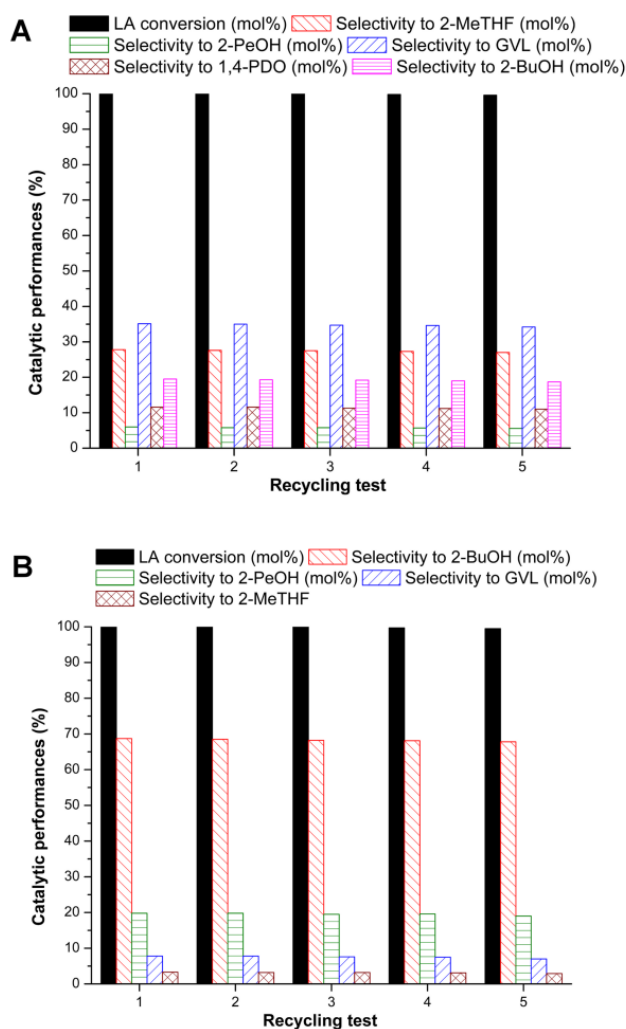 A
LA conversion (mol%) Selectivity to 2-MeTHF (mol%)
Selectivity to 2-PeOH (mol%) Selectivity to GVL (mol%)
Selectivity to 1,4-PDO (mol%) Selectivity to 2-BuOH (mol%)
100
90
80
70
60
50
40
30
20
10
0
Catalytic performances (%)
1 2 3 4 5
Recycling test
B
LA conversion (mol%) Selectivity to 2-BuOH (mol%)
Selectivity to 2-PeOH (mol%) Selectivity to GVL (mol%)
Selectivity to 2-MeTHF
100
90
80
70
60
50
40
30
20
10
0
Catalytic performances (%)
1 2 3 4 5
Recycling test